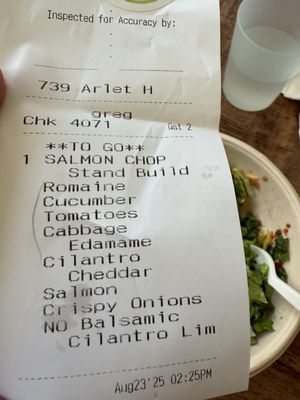 Inspected for Accuracy by:
739 Arlet H
greg
Chk 4071 Gst 2
**TO GO**
1 SALMON CHOP
Stand Build
Romaine
Cucumber
Tomatoes
Cabbage
Edamame
Cilantro
Cheddar
Salmon
Crispy Onions
NO Balsamic
Cilantro Lim
Aug23'25 02:25PM